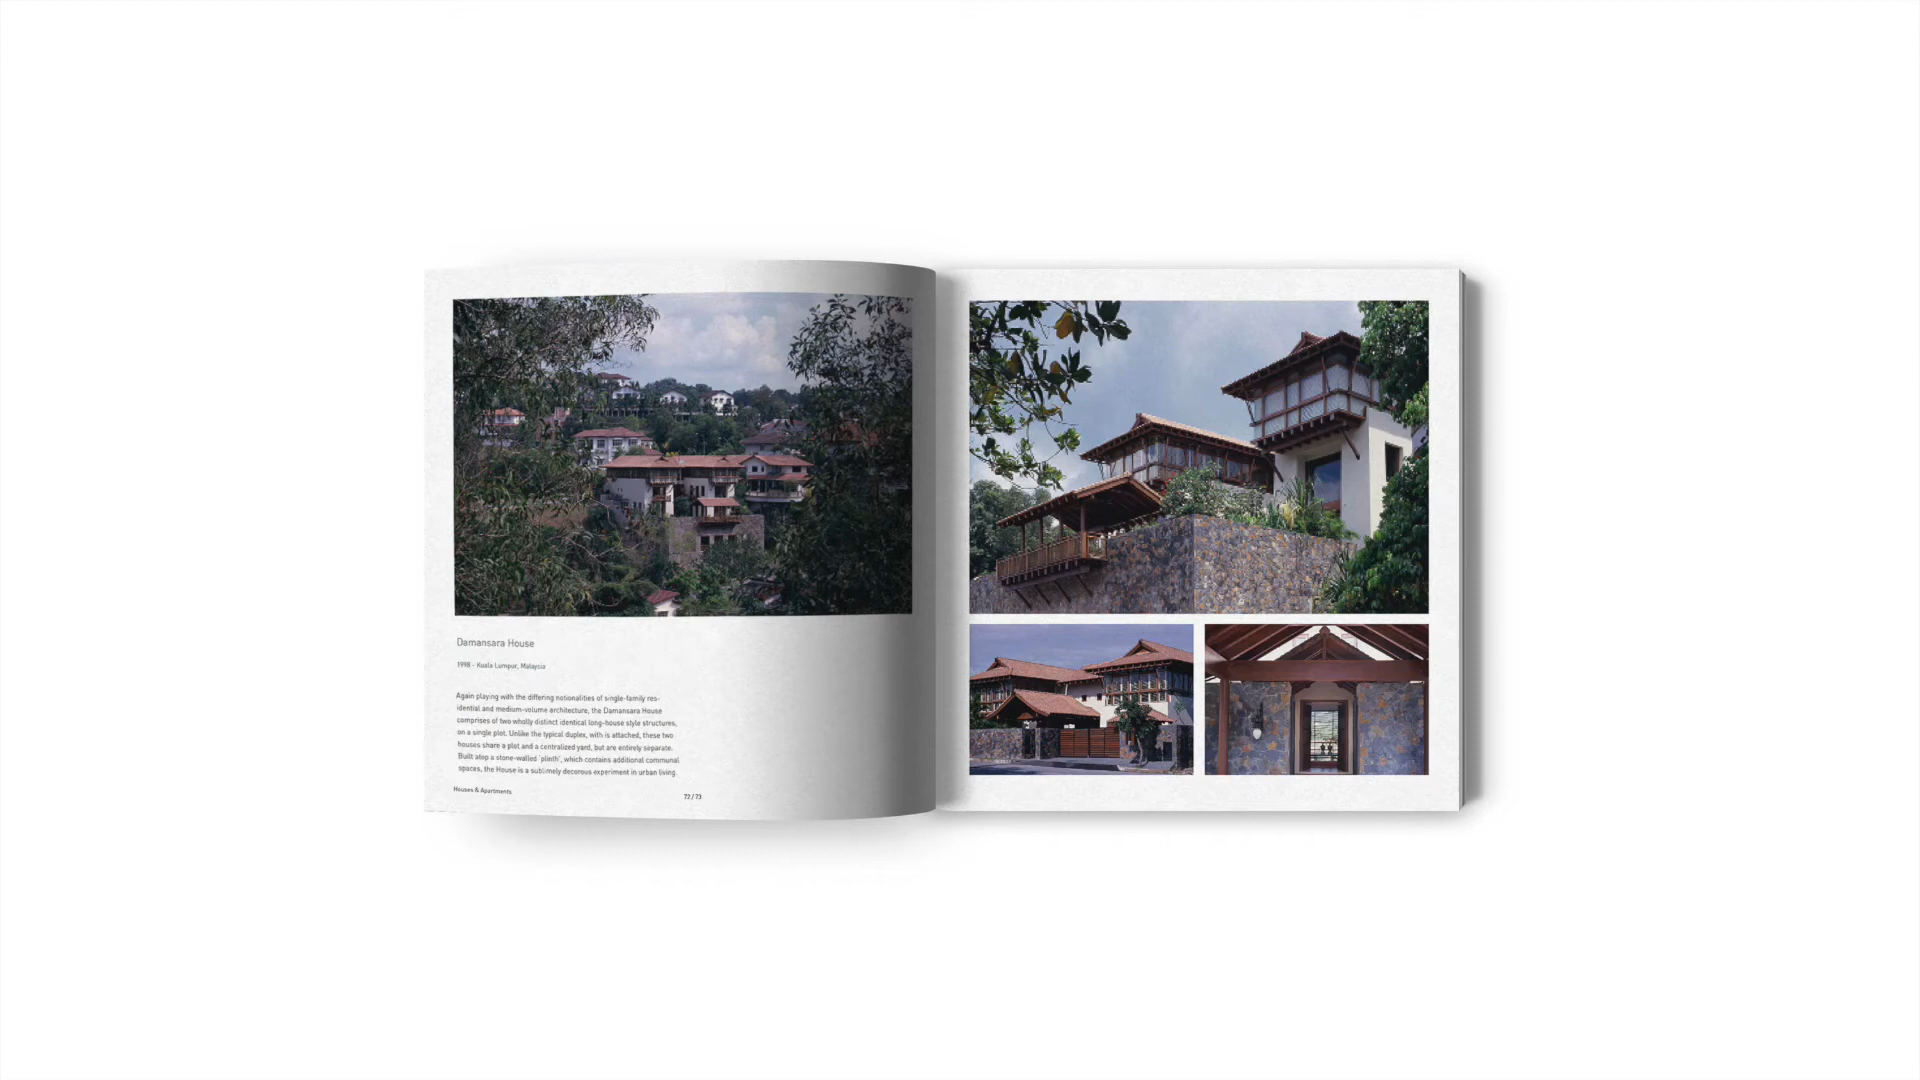 Damansara House
1998 - Kuala Lumpur, Malaysia
Again playing with the differing notionalities of single-family res-
idential and medium-volume architecture, the Damansara House
comprises of two wholly distinct identical long-house style structures,
on a single plot. Unlike the typical duplex, with is attached, these two
houses share a plot and a centralized yard, but are entirely separate.
Built atop a stone-walled 'plinth', which contains additional communal
spaces, the House is a sublimely decorous experiment in urban living.
Houses & Apartments
72 / 73